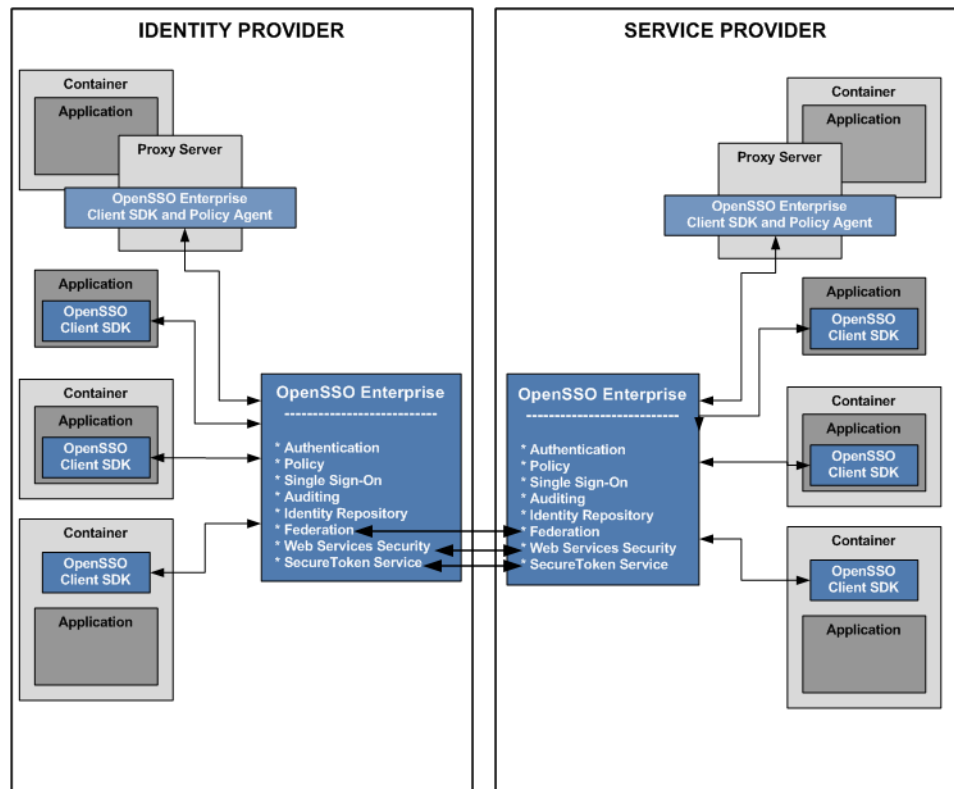 IDENTITY PROVIDER
Container
Application
Proxy Server
OpenSSO Enterprise
Client SDK and Policy Agent
Application
OpenSSO
Client SDK
Container
Application
OpenSSO
Client SDK
Container
OpenSSO
Client SDK
Application
OpenSSO Enterprise
---------------------------
* Authentication
* Policy
* Single Sign-On
* Auditing
* Identity Repository
* Federation
* Web Services Security
* SecureToken Service
SERVICE PROVIDER
Container
Application
Proxy Server
OpenSSO Enterprise
Client SDK and Policy Agent
Application
OpenSSO
Client SDK
Container
Application
OpenSSO
Client SDK
Container
OpenSSO
Client SDK
Application
OpenSSO Enterprise
---------------------------
* Authentication
* Policy
* Single Sign-On
* Auditing
* Identity Repository
* Federation
* Web Services Security
* SecureToken Service